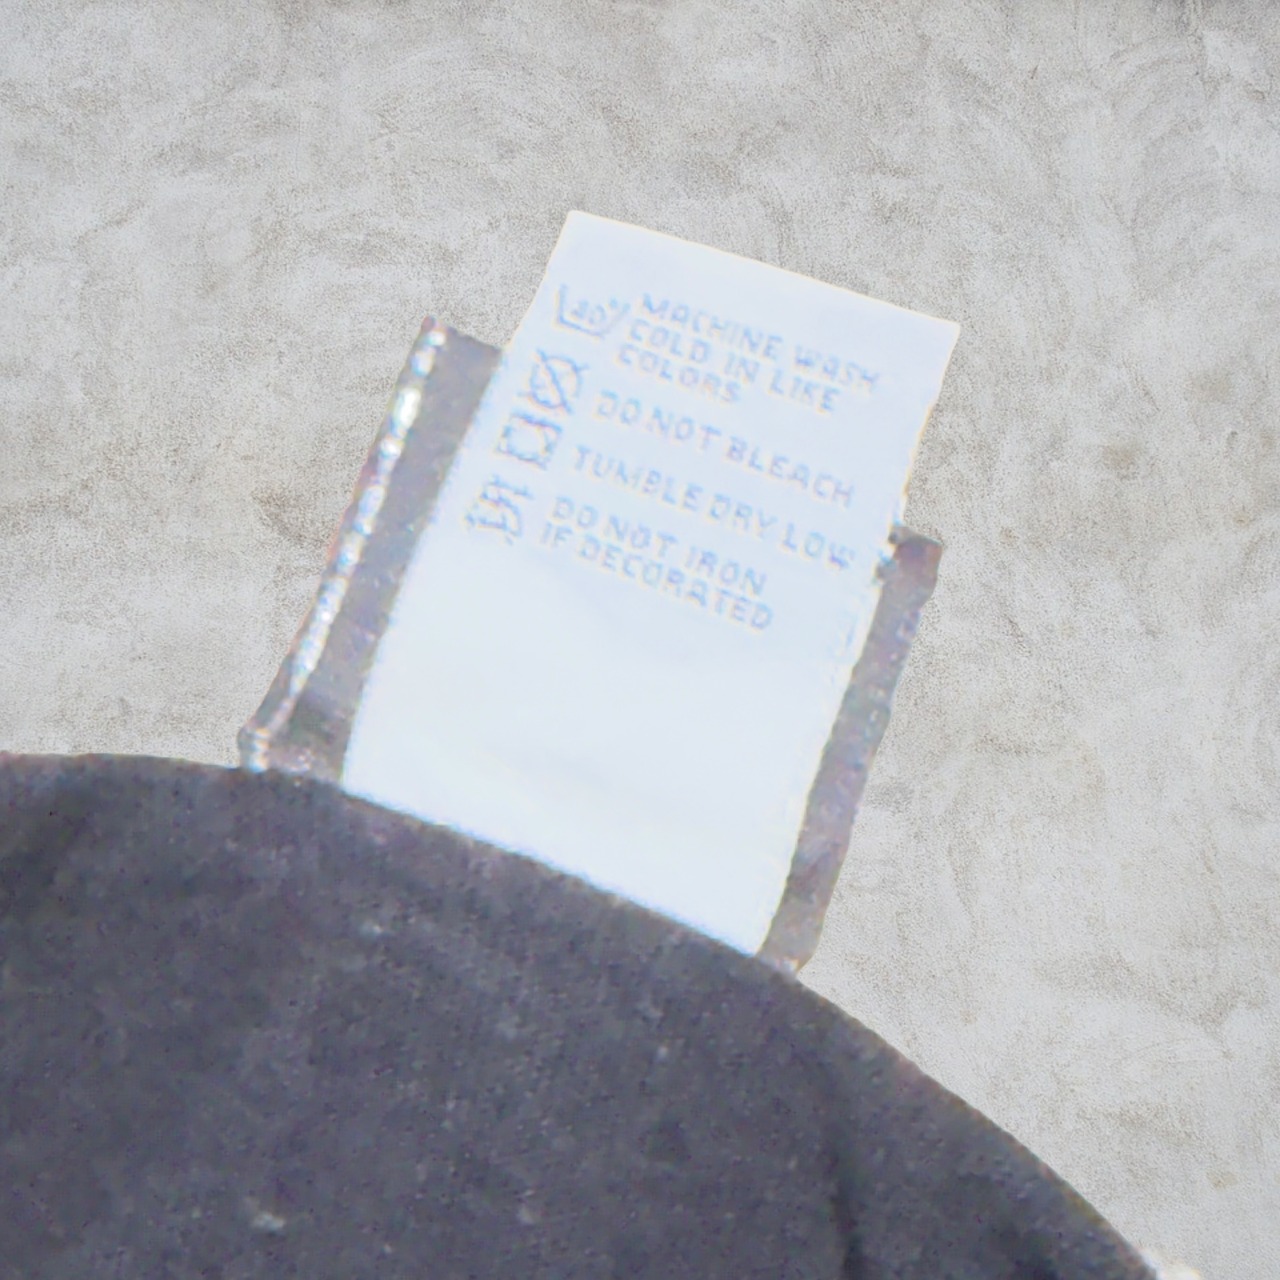 40°
MACHINE WASH
COLD IN LIKE
COLORS
DO NOT BLEACH
TUMBLE DRY LOW
DO NOT IRON
IF DECORATED